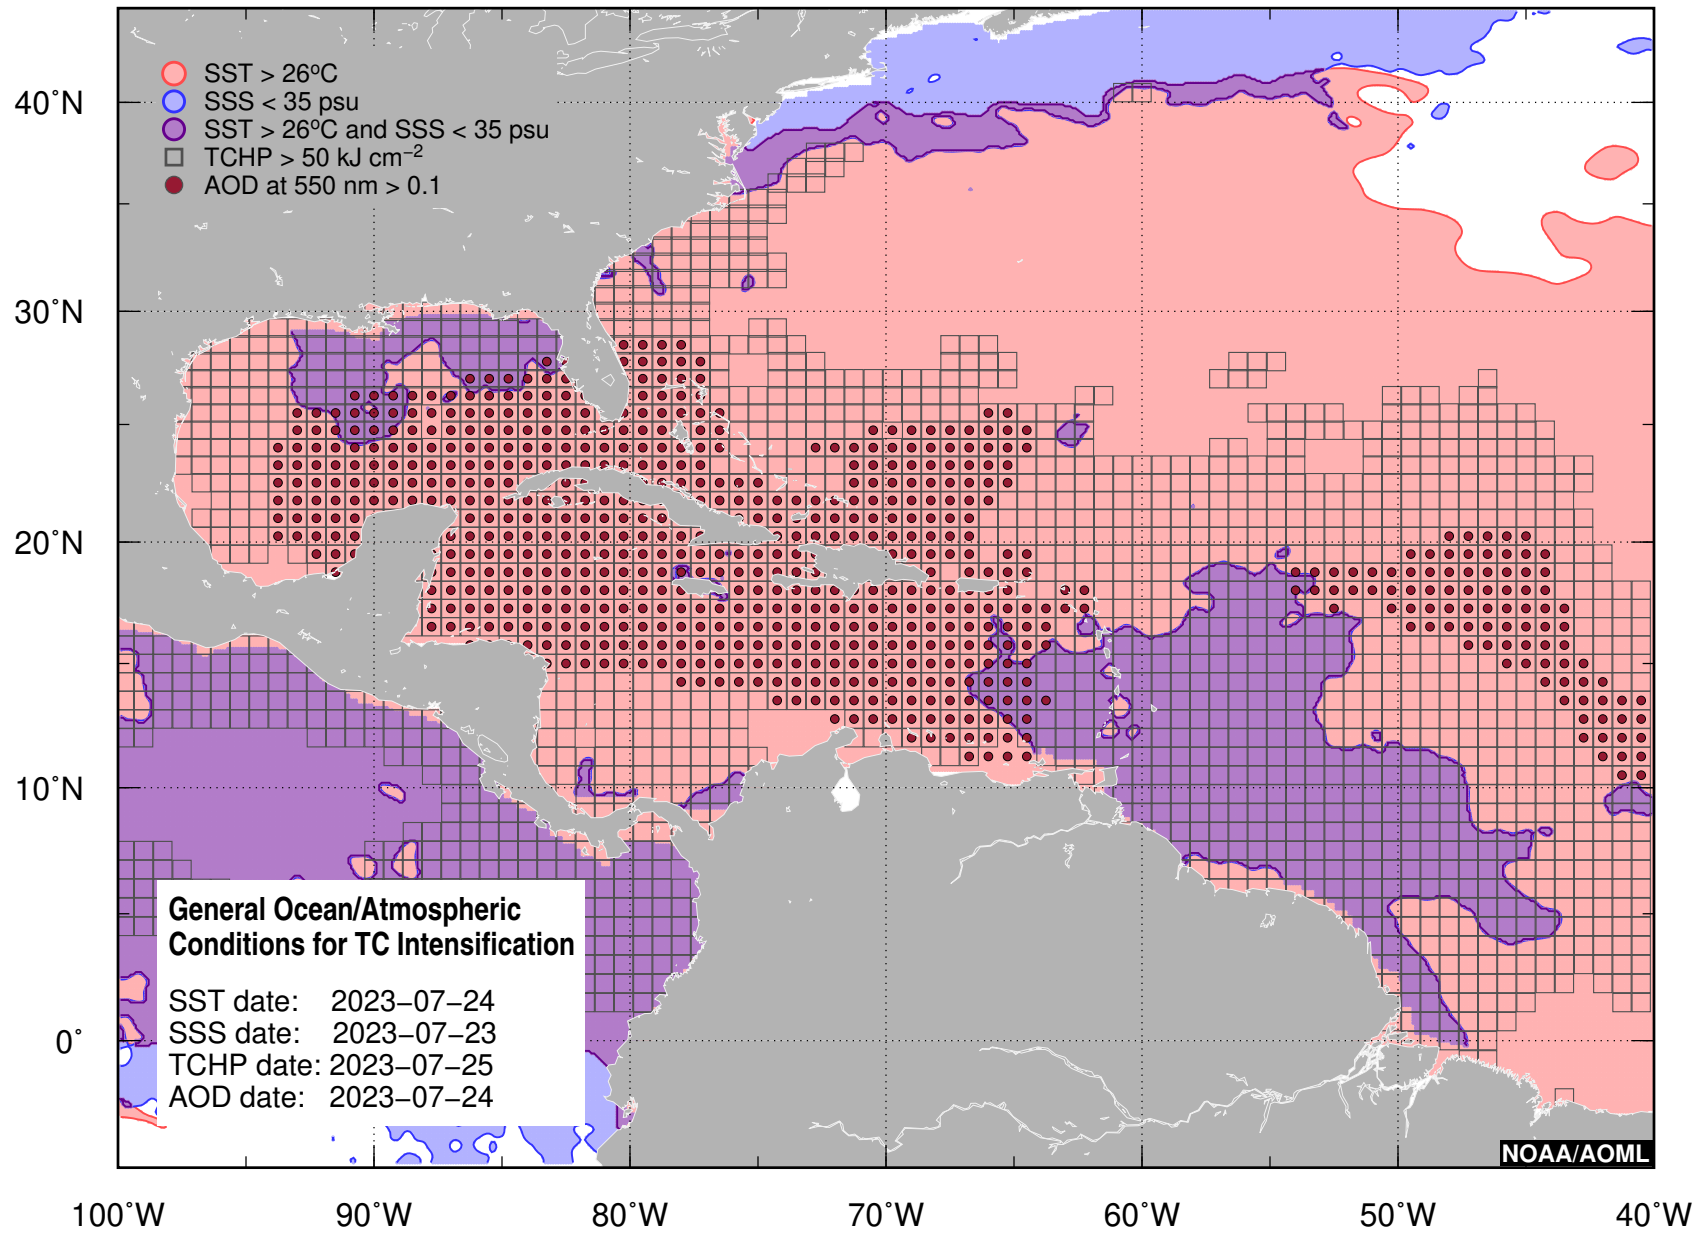 SST > 26°C
SSS < 35 psu
SST > 26°C and SSS < 35 psu
TCHP > 50 kJ cm⁻²
AOD at 550 nm > 0.1
40°N
30°N
20°N
10°N
0°
General Ocean/Atmospheric
Conditions for TC Intensification
SST date: 2023−07−24
SSS date: 2023−07−23
TCHP date: 2023−07−25
AOD date: 2023−07−24
NOAA/AOML
100°W 90°W 80°W 70°W 60°W 50°W 40°W